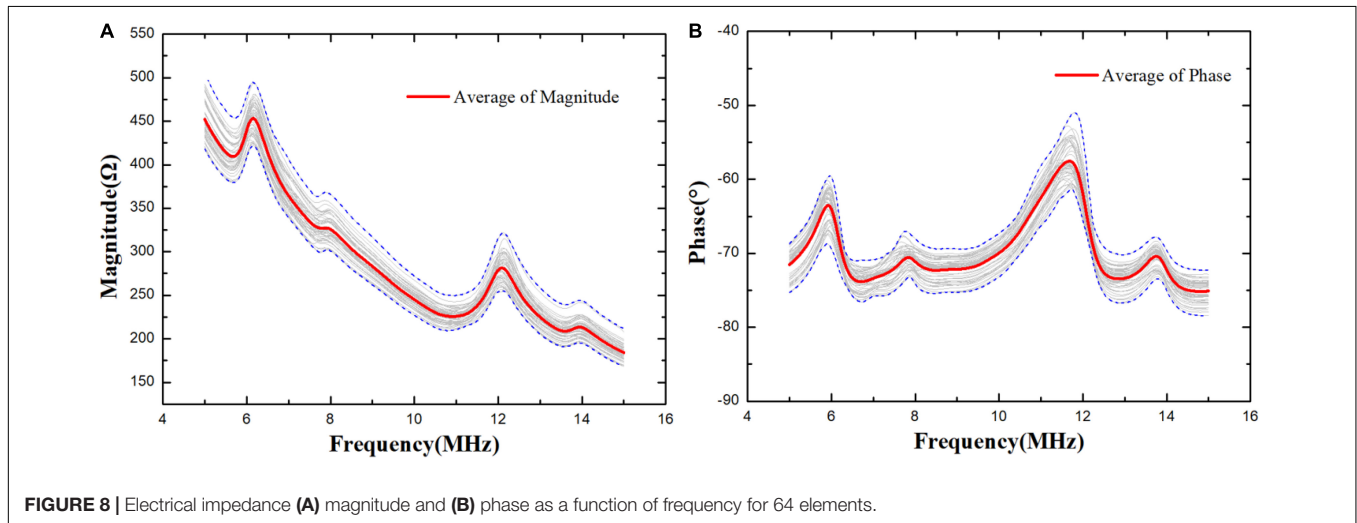 A
550
500
450
400
350
300
250
200
150
4 6 8 10 12 14 16
Magnitude(Ω)
Frequency(MHz)
Average of Magnitude
B
-40
-50
-60
-70
-80
-90
4 6 8 10 12 14 16
Phase(°)
Frequency(MHz)
Average of Phase
FIGURE 8 | Electrical impedance (A) magnitude and (B) phase as a function of frequency for 64 elements.